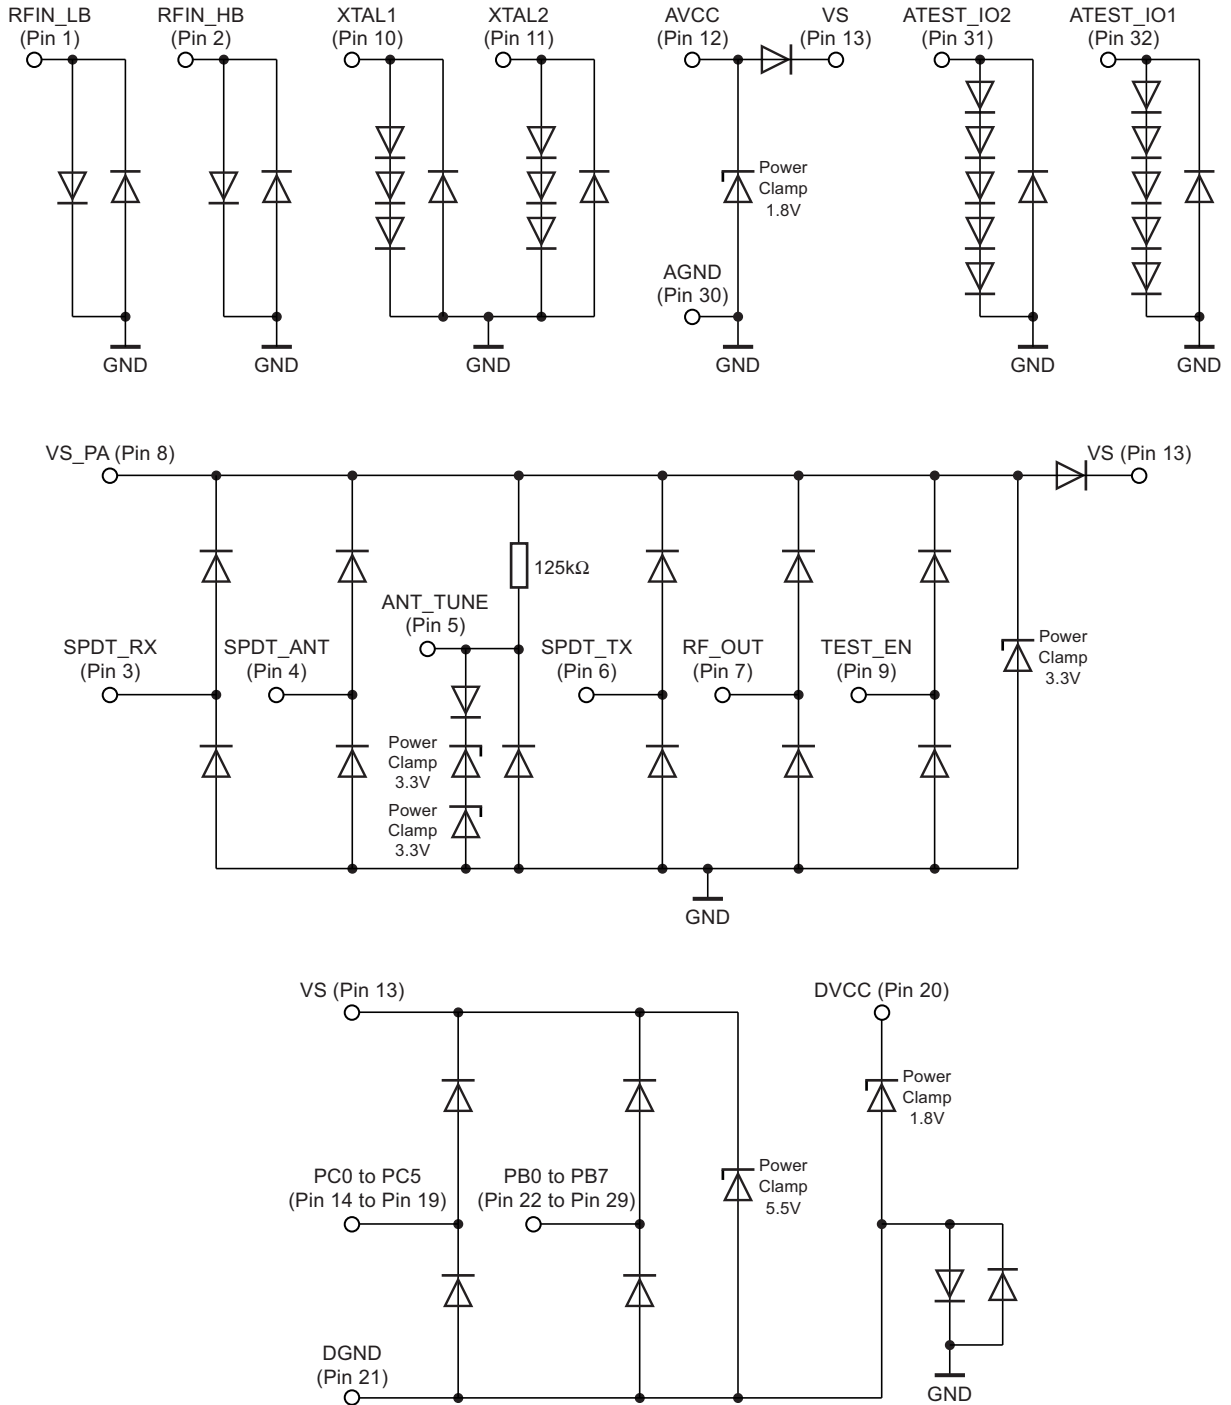 RFIN_LB
(Pin 1)
RFIN_HB
(Pin 2)
XTAL1
(Pin 10)
XTAL2
(Pin 11)
AVCC
(Pin 12)
VS
(Pin 13)
ATEST_IO2
(Pin 31)
ATEST_IO1
(Pin 32)
Power
Clamp
1.8V
AGND
(Pin 30)
GND
GND
GND
GND
GND
GND
VS_PA (Pin 8)
VS (Pin 13)
125kΩ
ANT_TUNE
(Pin 5)
SPDT_RX
(Pin 3)
SPDT_ANT
(Pin 4)
SPDT_TX
(Pin 6)
RF_OUT
(Pin 7)
TEST_EN
(Pin 9)
Power
Clamp
3.3V
Power
Clamp
3.3V
Power
Clamp
3.3V
GND
VS (Pin 13)
DVCC (Pin 20)
Power
Clamp
1.8V
PC0 to PC5
(Pin 14 to Pin 19)
PB0 to PB7
(Pin 22 to Pin 29)
Power
Clamp
5.5V
DGND
(Pin 21)
GND